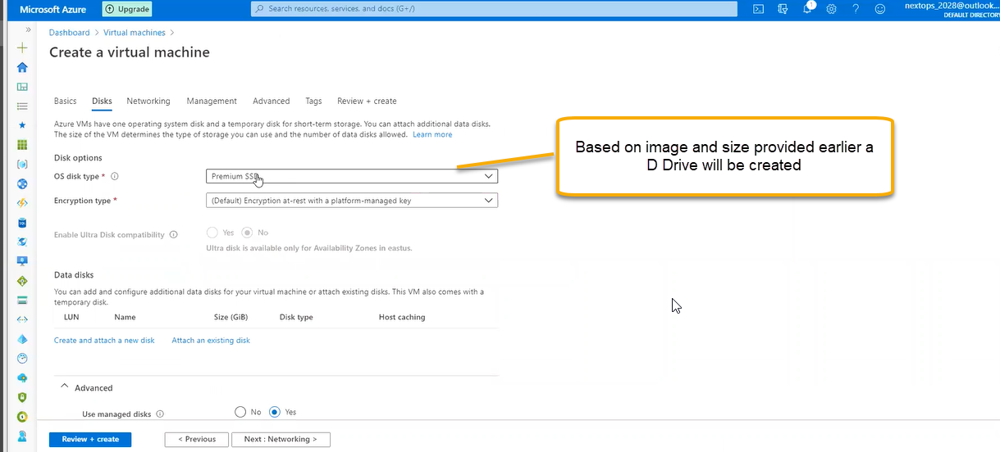 Microsoft Azure
Upgrade
Search resources, services, and docs (G+/)
1
nextops_2028@outlook...
DEFAULT DIRECTORY
Dashboard > Virtual machines >
Create a virtual machine
Basics Disks Networking Management Advanced Tags Review + create
Azure VMs have one operating system disk and a temporary disk for short-term storage. You can attach additional data disks.
The size of the VM determines the type of storage you can use and the number of data disks allowed. Learn more
Disk options
OS disk type *
Premium SSD
Encryption type *
(Default) Encryption at-rest with a platform-managed key
Enable Ultra Disk compatibility
Yes No
Ultra disk is available only for Availability Zones in eastus.
Based on image and size provided earlier a
D Drive will be created
Data disks
You can add and configure additional data disks for your virtual machine or attach existing disks. This VM also comes with a
temporary disk.
LUN Name Size (GiB) Disk type Host caching
Create and attach a new disk Attach an existing disk
Advanced
Use managed disks No Yes
Review + create < Previous Next : Networking >